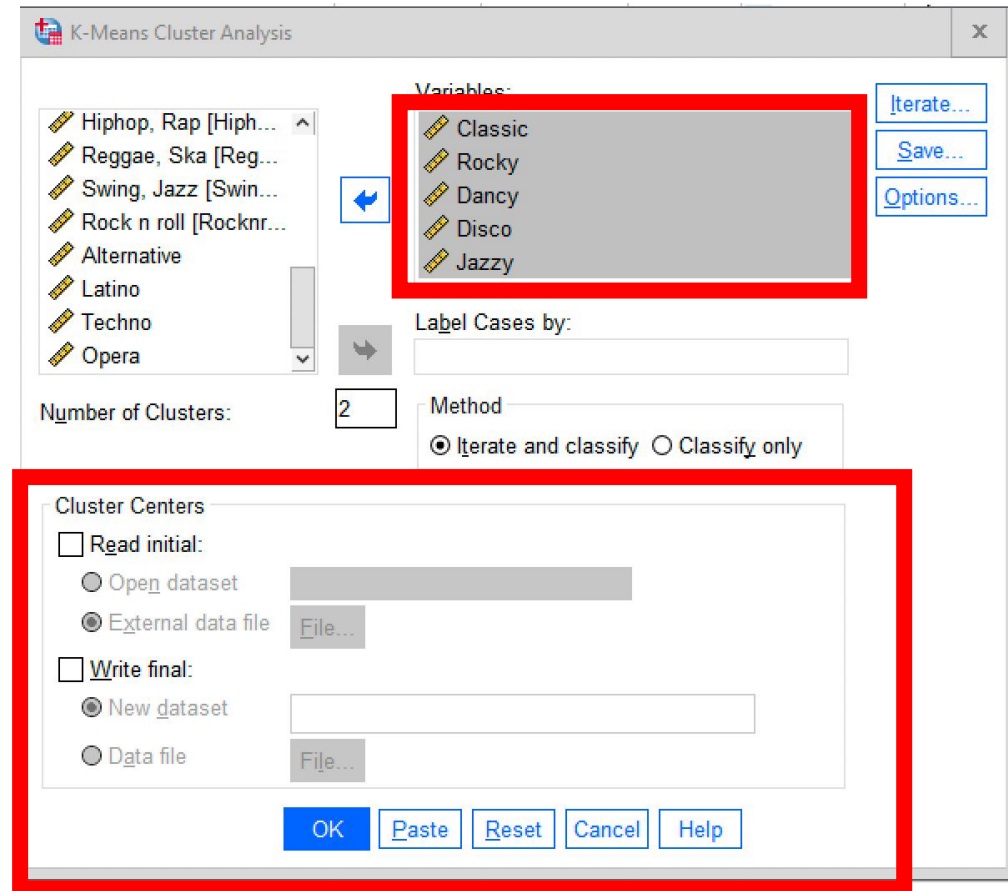 K-Means Cluster Analysis
x
Variables:
Hiphop, Rap [Hiph...
Reggae, Ska [Reg...
Swing, Jazz [Swin...
Rock n roll [Rocknr...
Alternative
Latino
Techno
Opera
Classic
Rocky
Dancy
Disco
Jazzy
Iterate...
Save...
Options...
Label Cases by:
Number of Clusters: 2
Method
Iterate and classify Classify only
Cluster Centers
Read initial:
Open dataset
External data file File...
Write final:
New dataset
Data file File...
OK Paste Reset Cancel Help